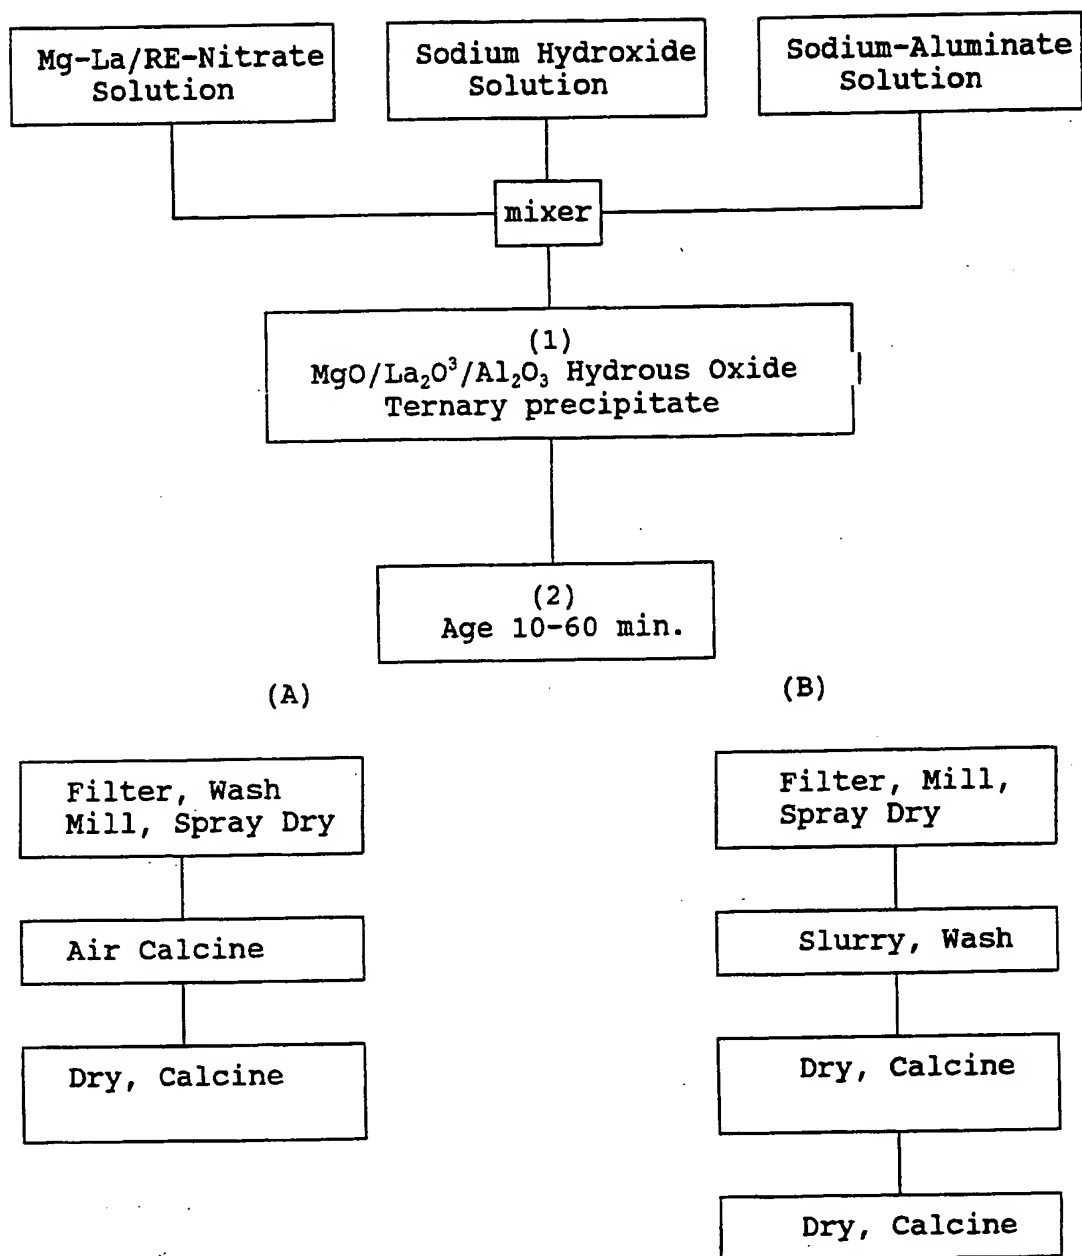 Mg-La/RE-Nitrate
Solution
Sodium Hydroxide
Solution
Sodium-Aluminate
Solution
mixer
(1)
MgO/La₂O³/Al₂O₃ Hydrous Oxide
Ternary precipitate
(2)
Age 10-60 min.
(A)
Filter, Wash
Mill, Spray Dry
Air Calcine
Dry, Calcine
(B)
Filter, Mill,
Spray Dry
Slurry, Wash
Dry, Calcine
Dry, Calcine